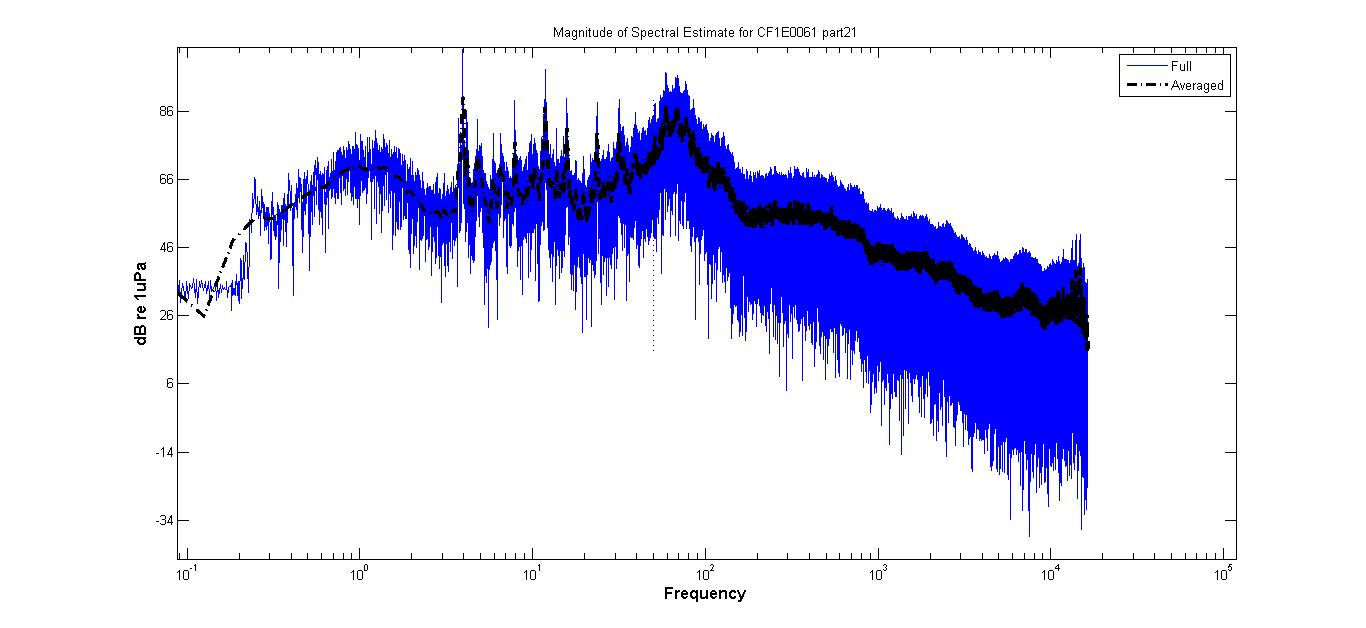 Magnitude of Spectral Estimate for CF1E0061 part21
Full
Averaged
86
66
46
26
6
-14
-34
dB re 1uPa
10^-1
10^0
10^1
10^2
10^3
10^4
10^5
Frequency